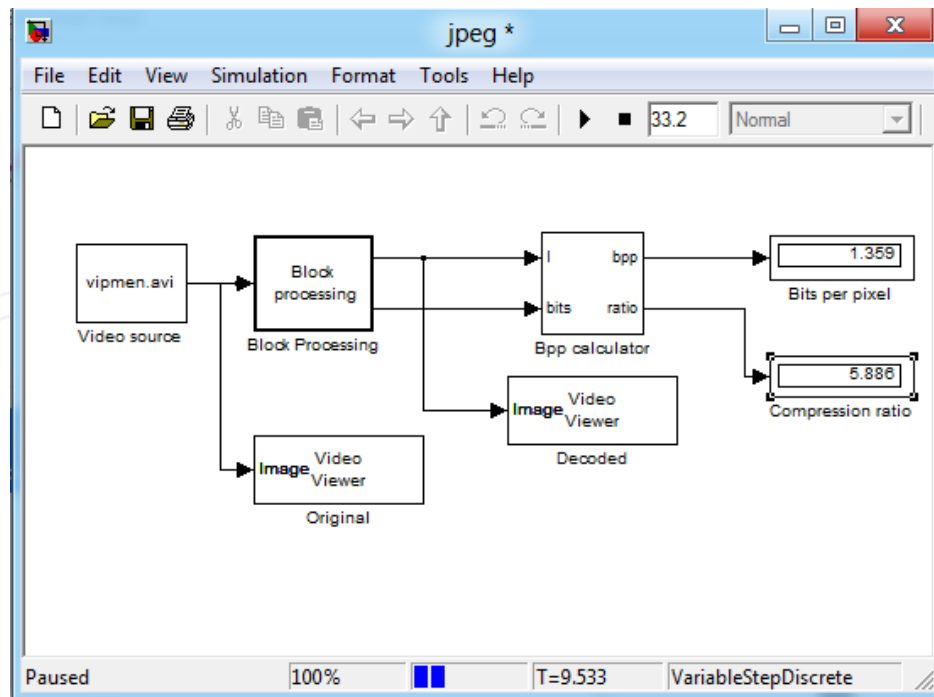 jpeg *
File Edit View Simulation Format Tools Help
33.2 Normal
vipmen.avi
Video source
Block
processing
Block Processing
I bpp
bits ratio
Bpp calculator
1.359
Bits per pixel
5.886
Compression ratio
Image Video
Viewer
Decoded
Image Video
Viewer
Original
Paused 100% T=9.533 VariableStepDiscrete